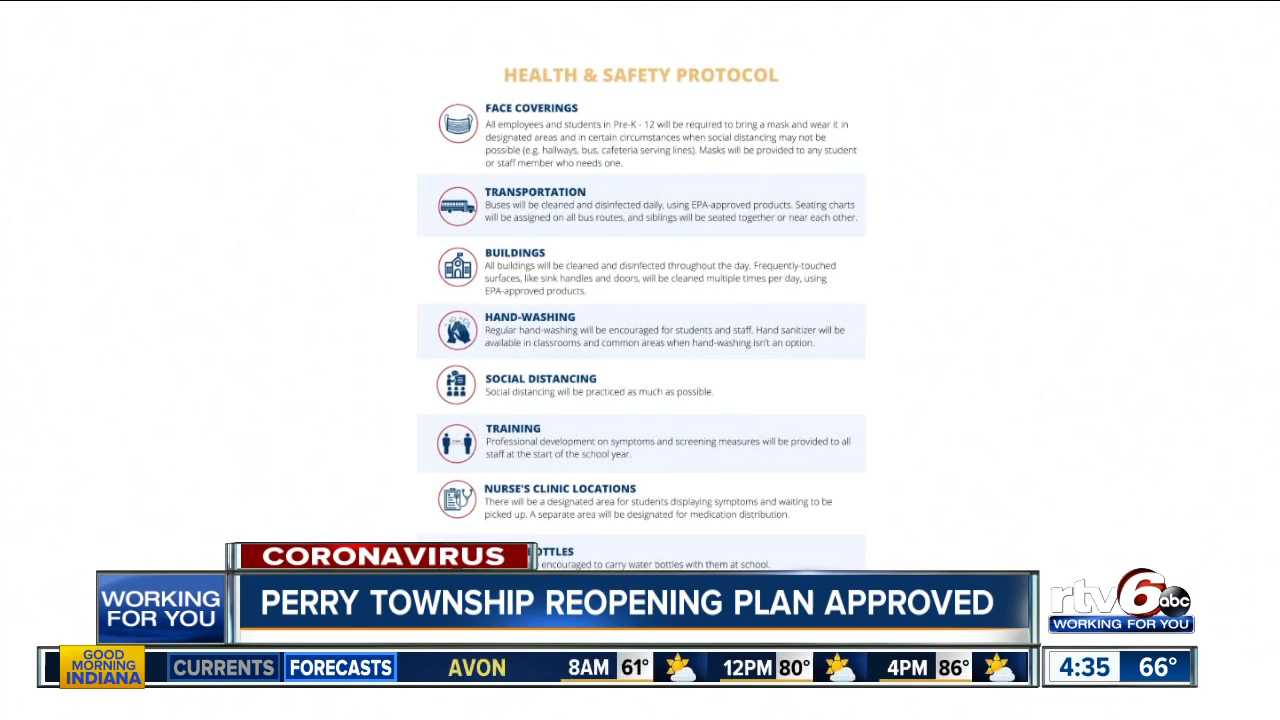 HEALTH & SAFETY PROTOCOL
FACE COVERINGS
All employees and students in Pre-K - 12 will be required to bring a mask and wear it in
designated areas and in certain circumstances when social distancing may not be
possible (e.g. hallways, bus, cafeteria serving lines). Masks will be provided to any student
or staff member who needs one.
TRANSPORTATION
Buses will be cleaned and disinfected daily, using EPA-approved products. Seating charts
will be assigned on all bus routes, and siblings will be seated together or near each other.
BUILDINGS
All buildings will be cleaned and disinfected throughout the day. Frequently-touched
surfaces, like sink handles and doors, will be cleaned multiple times per day, using
EPA-approved products.
HAND-WASHING
Regular hand-washing will be encouraged for students and staff. Hand sanitizer will be
available in classrooms and common areas when hand-washing isn't an option.
SOCIAL DISTANCING
Social distancing will be practiced as much as possible.
TRAINING
Professional development on symptoms and screening measures will be provided to all
staff at the start of the school year.
NURSE'S CLINIC LOCATIONS
There will be a designated area for students displaying symptoms and waiting to be
picked up. A separate area will be designated for medication distribution.
OTTLES
encouraged to carry water bottles with them at school.
CORONAVIRUS
WORKING
FOR YOU
PERRY TOWNSHIP REOPENING PLAN APPROVED
rtv6 abc
WORKING FOR YOU
GOOD
MORNING
INDIANA
CURRENTS FORECASTS AVON 8AM 61° 12PM 80° 4PM 86°
4:35 66°